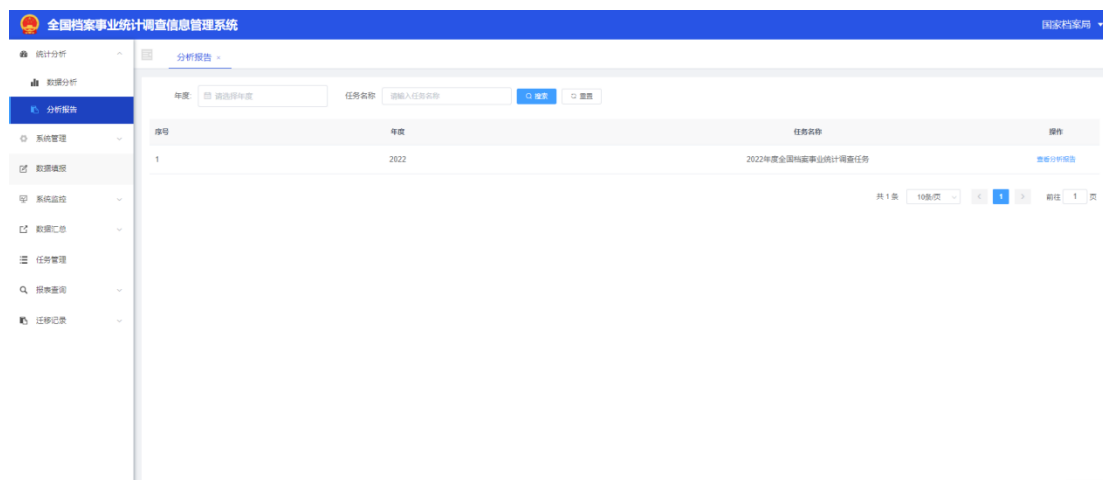 全国档案事业统计调查信息管理系统
国家档案局
统计分析
分析报告 ×
数据分析
分析报告
系统管理
数据填报
系统监控
数据汇总
任务管理
报表查询
迁移记录
年度: 请选择年度 任务名称 请输入任务名称 搜索 重置
序号 年度 任务名称 操作
1 2022 2022年度全国档案事业统计调查任务 查看分析报告
共 1 条 10条/页 < 1 > 前往 1 页